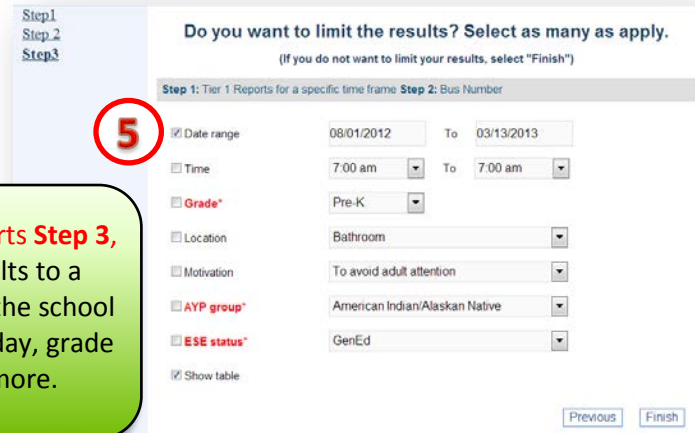 Step1
Step 2
Step3
Do you want to limit the results? Select as many as apply.
(If you do not want to limit your results, select "Finish")
Step 1: Tier 1 Reports for a specific time frame Step 2: Bus Number
5
Date range 08/01/2012 To 03/13/2013
Time 7:00 am To 7:00 am
Grade* Pre-K
Location Bathroom
Motivation To avoid adult attention
AYP group* American Indian/Alaskan Native
ESE status* GenEd
Show table
Previous Finish
Step 3,
to a
the school
day, grade
more.